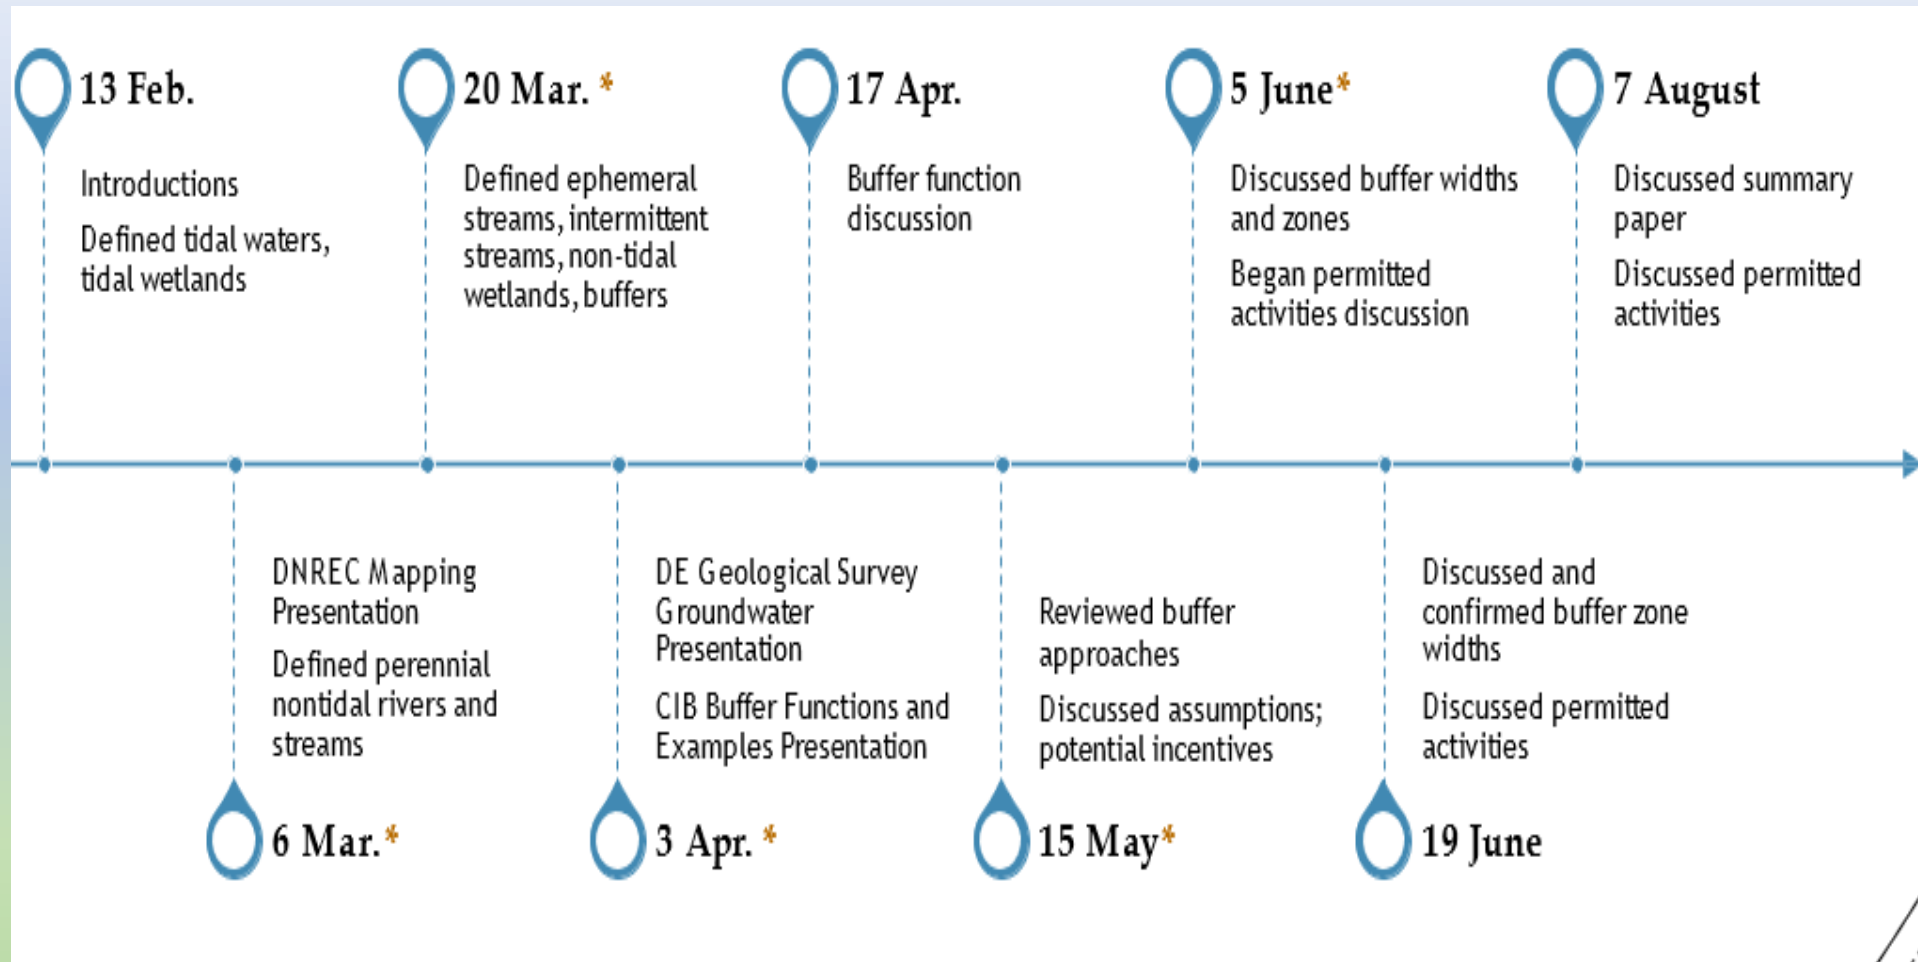 13 Feb.
Introductions
Defined tidal waters,
tidal wetlands
6 Mar.*
DNREC Mapping
Presentation
Defined perennial
nontidal rivers and
streams
20 Mar. *
Defined ephemeral
streams, intermittent
streams, non-tidal
wetlands, buffers
3 Apr. *
DE Geological Survey
Groundwater
Presentation
CIB Buffer Functions and
Examples Presentation
17 Apr.
Buffer function
discussion
15 May*
Reviewed buffer
approaches
Discussed assumptions;
potential incentives
5 June*
Discussed buffer widths
and zones
Began permitted
activities discussion
19 June
Discussed and
confirmed buffer zone
widths
Discussed permitted
activities
7 August
Discussed summary
paper
Discussed permitted
activities